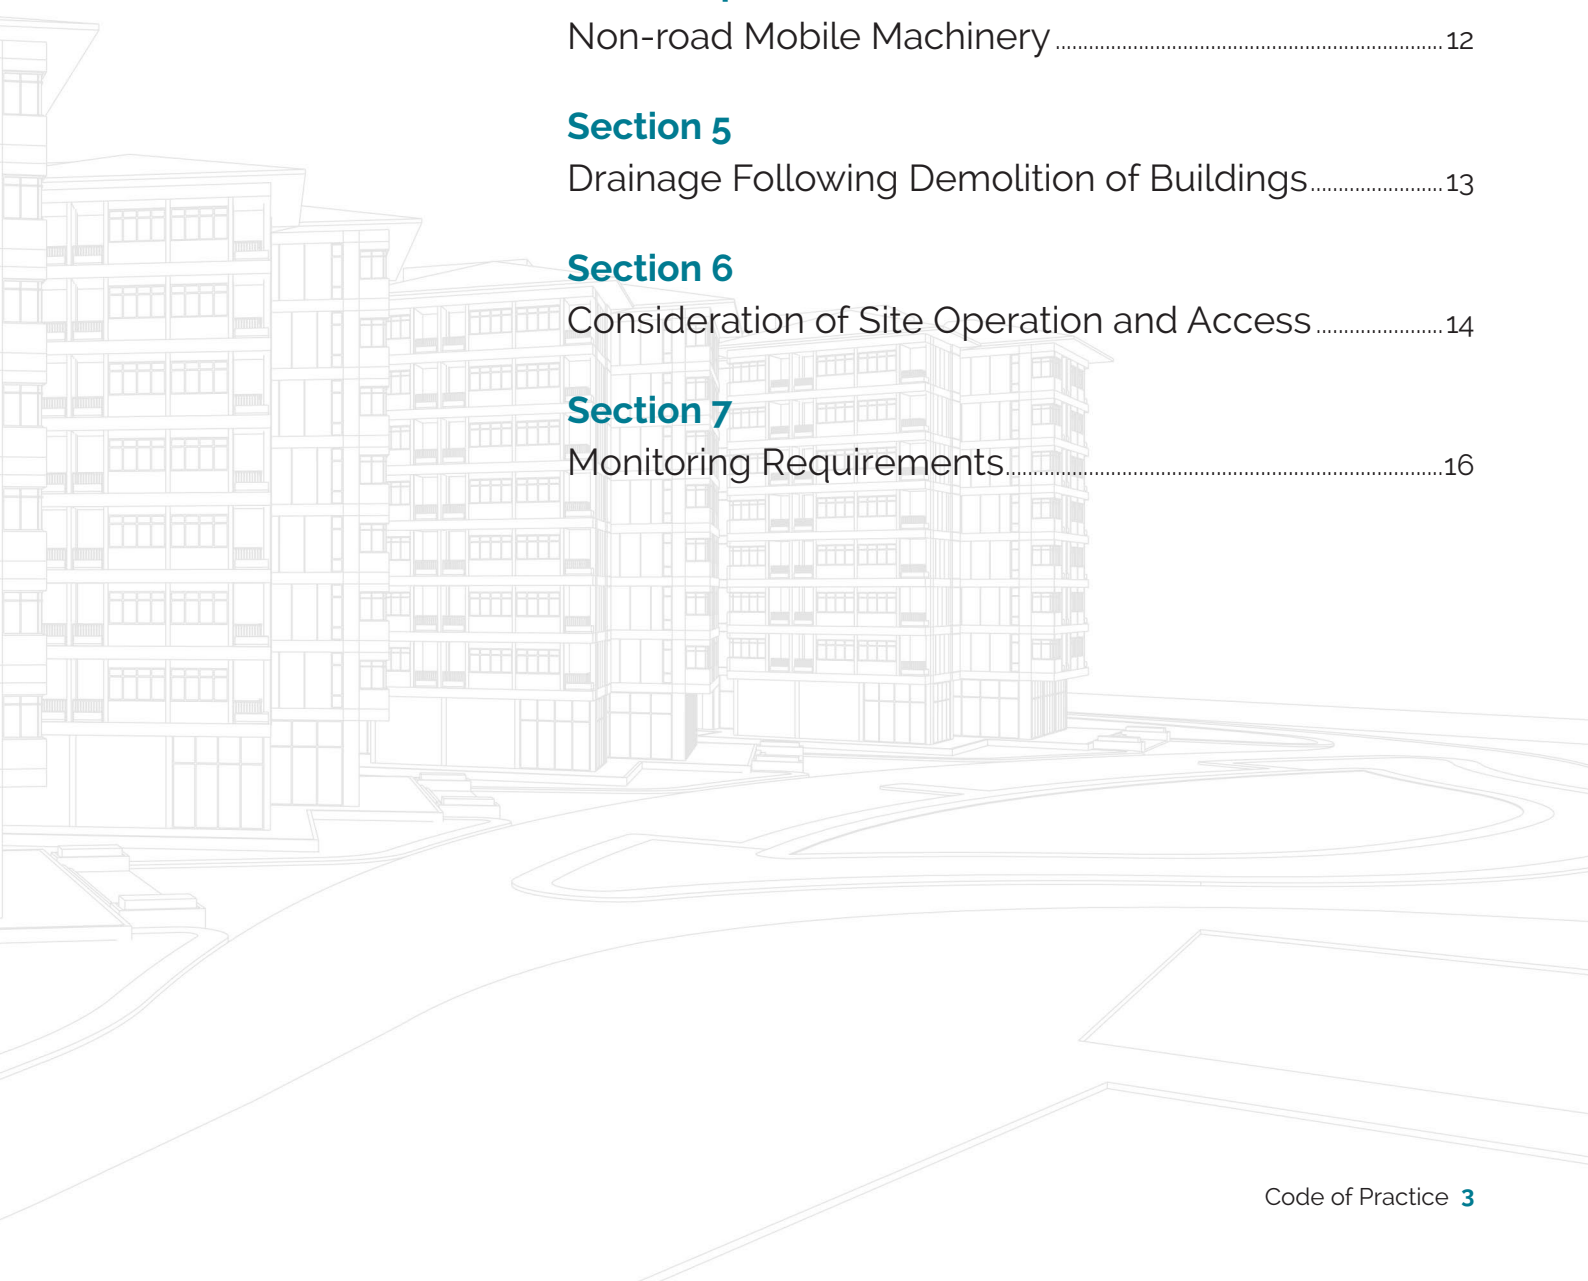 Non-road Mobile Machinery ........ 12
Section 5
Drainage Following Demolition of Buildings ........ 13
Section 6
Consideration of Site Operation and Access ........ 14
Section 7
Monitoring Requirements ........ 16
Code of Practice 3